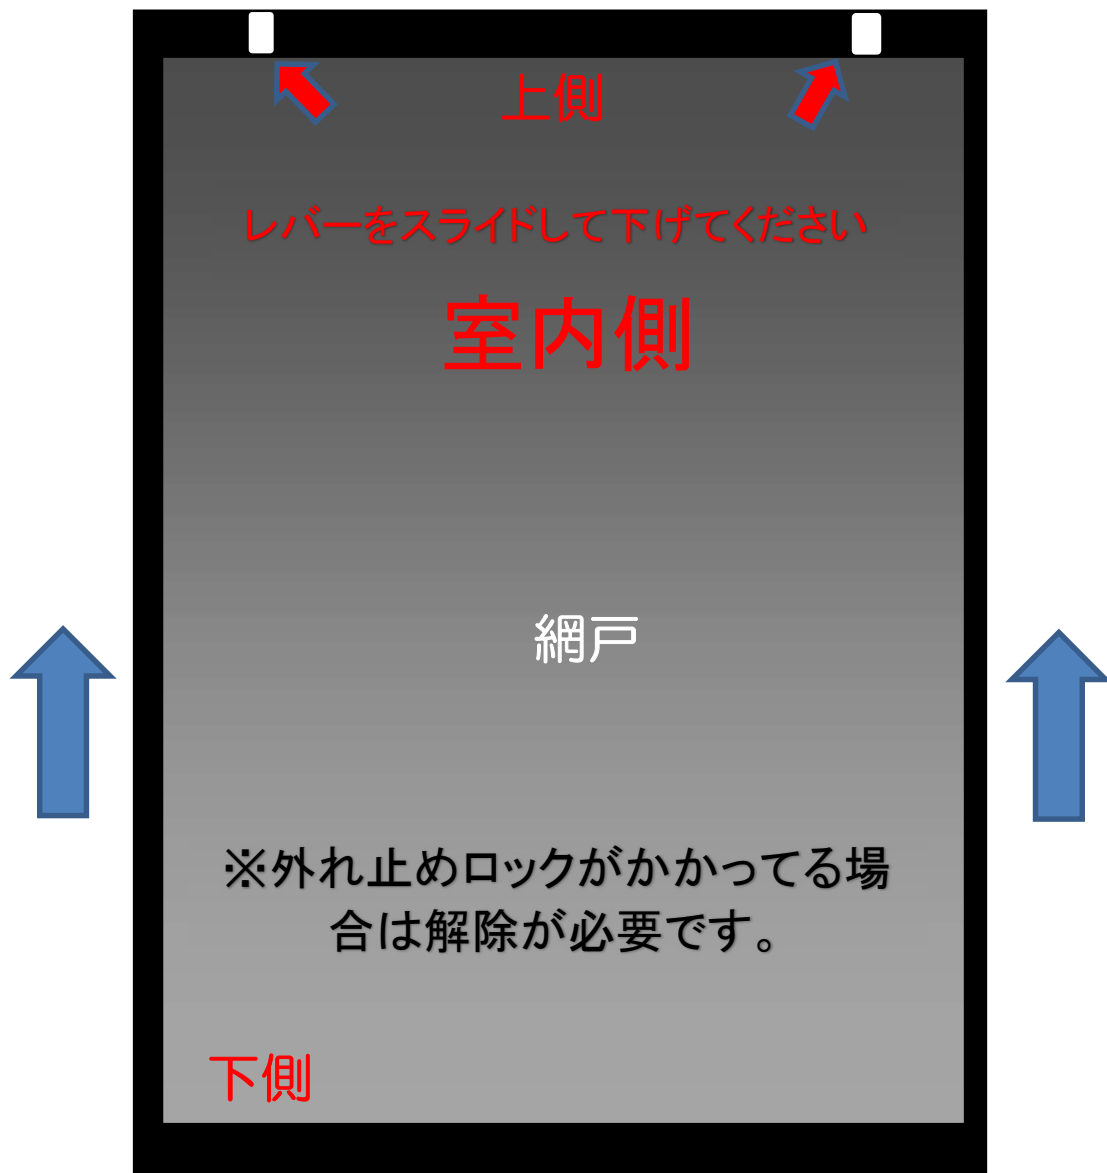 上側
レバーをスライドして下げてください
室内側
網戸
※外れ止めロックがかかってる場
合は解除が必要です。
下側